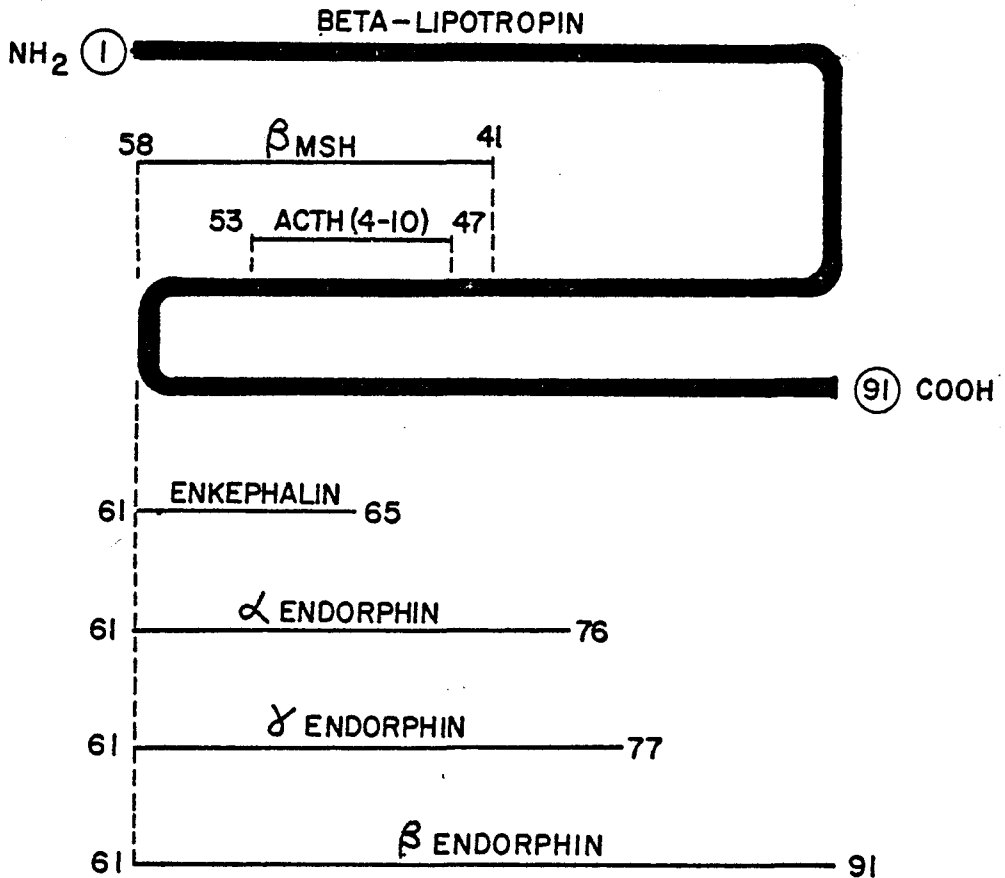 BETA-LIPOTROPIN
NH₂ 1
58 β MSH 41
53 ACTH (4-10) 47
91 COOH
61 ENKEPHALIN 65
61 α ENDORPHIN 76
61 γ ENDORPHIN 77
61 β ENDORPHIN 91